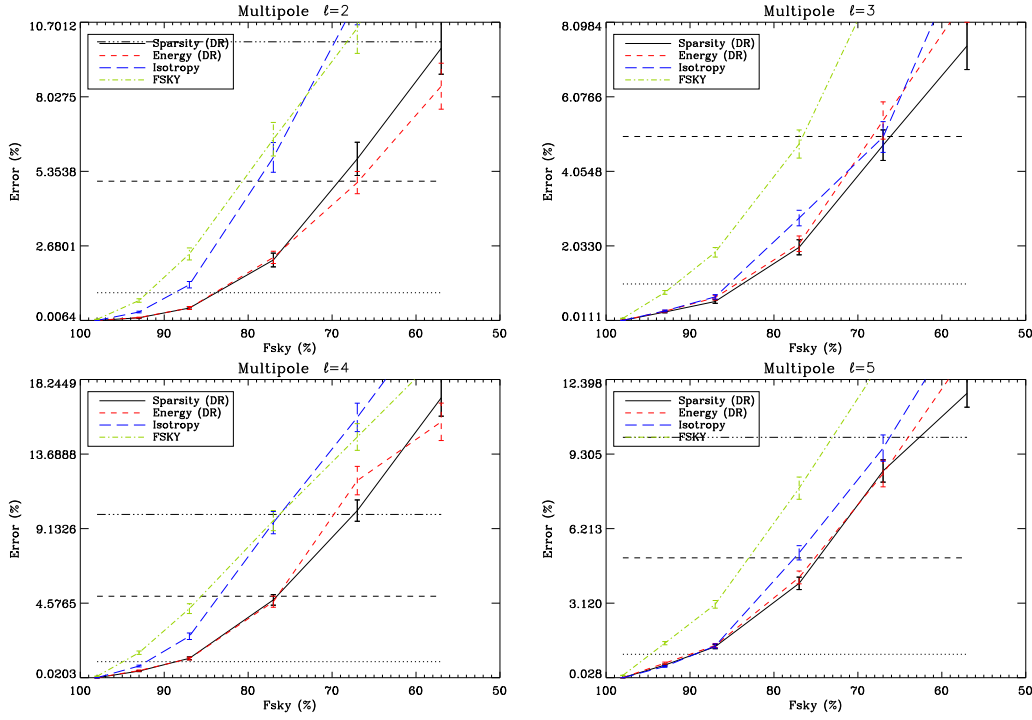 Multipole ℓ=2
10.7012
8.0275
5.3538
2.6801
0.0064
Error (%)
Sparsity (DR)
Energy (DR)
Isotropy
FSKY
100 90 80 70 60 50
Fsky (%)
Multipole ℓ=3
8.0984
6.0766
4.0548
2.0330
0.0111
Error (%)
Sparsity (DR)
Energy (DR)
Isotropy
FSKY
100 90 80 70 60 50
Fsky (%)
Multipole ℓ=4
18.2449
13.6888
9.1326
4.5765
0.0203
Error (%)
Sparsity (DR)
Energy (DR)
Isotropy
FSKY
100 90 80 70 60 50
Fsky (%)
Multipole ℓ=5
12.398
9.305
6.213
3.120
0.028
Error (%)
Sparsity (DR)
Energy (DR)
Isotropy
FSKY
100 90 80 70 60 50
Fsky (%)